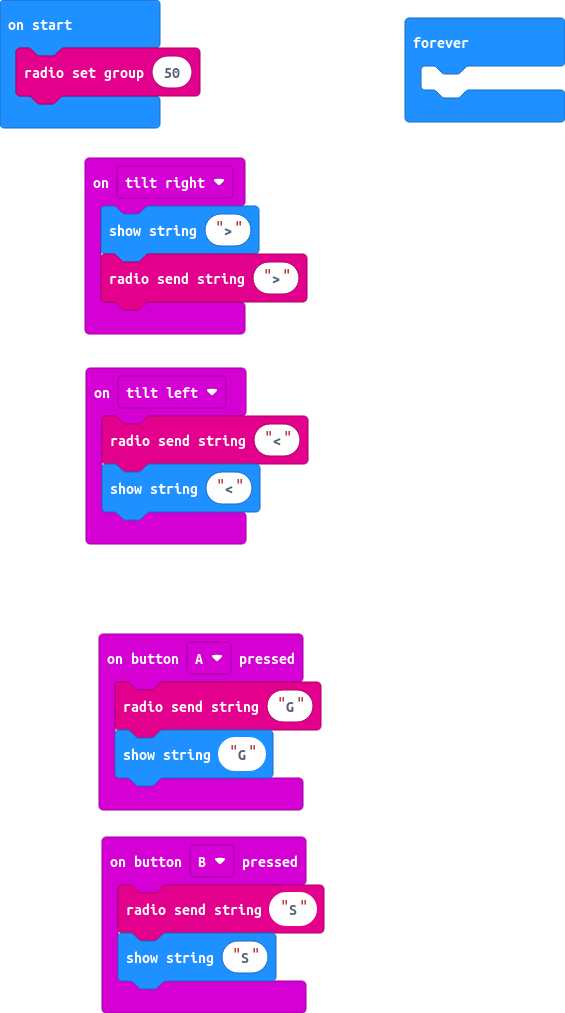 on start
forever
radio set group 50
on tilt right
show string ">"
radio send string ">"
on tilt left
radio send string "<"
show string "<"
on button A pressed
radio send string "G"
show string "G"
on button B pressed
radio send string "S"
show string "S"